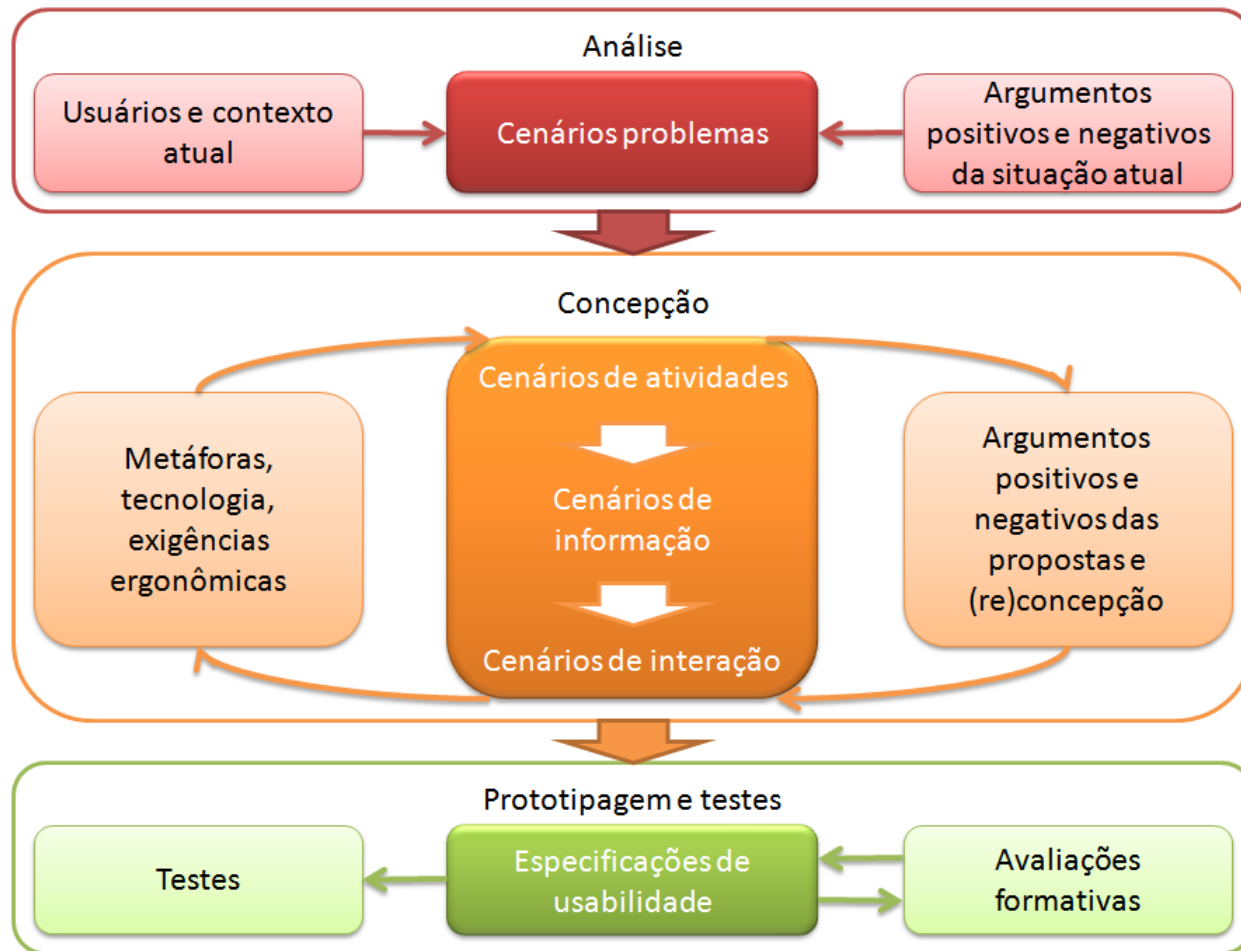 Análise
Usuários e contexto
atual
Cenários problemas
Argumentos
positivos e negativos
da situação atual
Concepção
Metáforas,
tecnologia,
exigências
ergonômicas
Cenários de atividades
Cenários de
informação
Cenários de interação
Argumentos
positivos e
negativos das
propostas e
(re)concepção
Prototipagem e testes
Testes
Especificações de
usabilidade
Avaliações
formativas